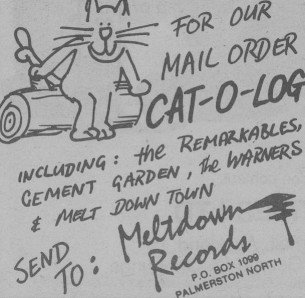 FOR OUR
MAIL ORDER
CAT-O-LOG
INCLUDING: the REMARKABLES,
CEMENT GARDEN, the WARNERS
& MELT DOWN TOWN
SEND
TO:
Meltdown
Records
P.O. BOX 1099
PALMERSTON NORTH